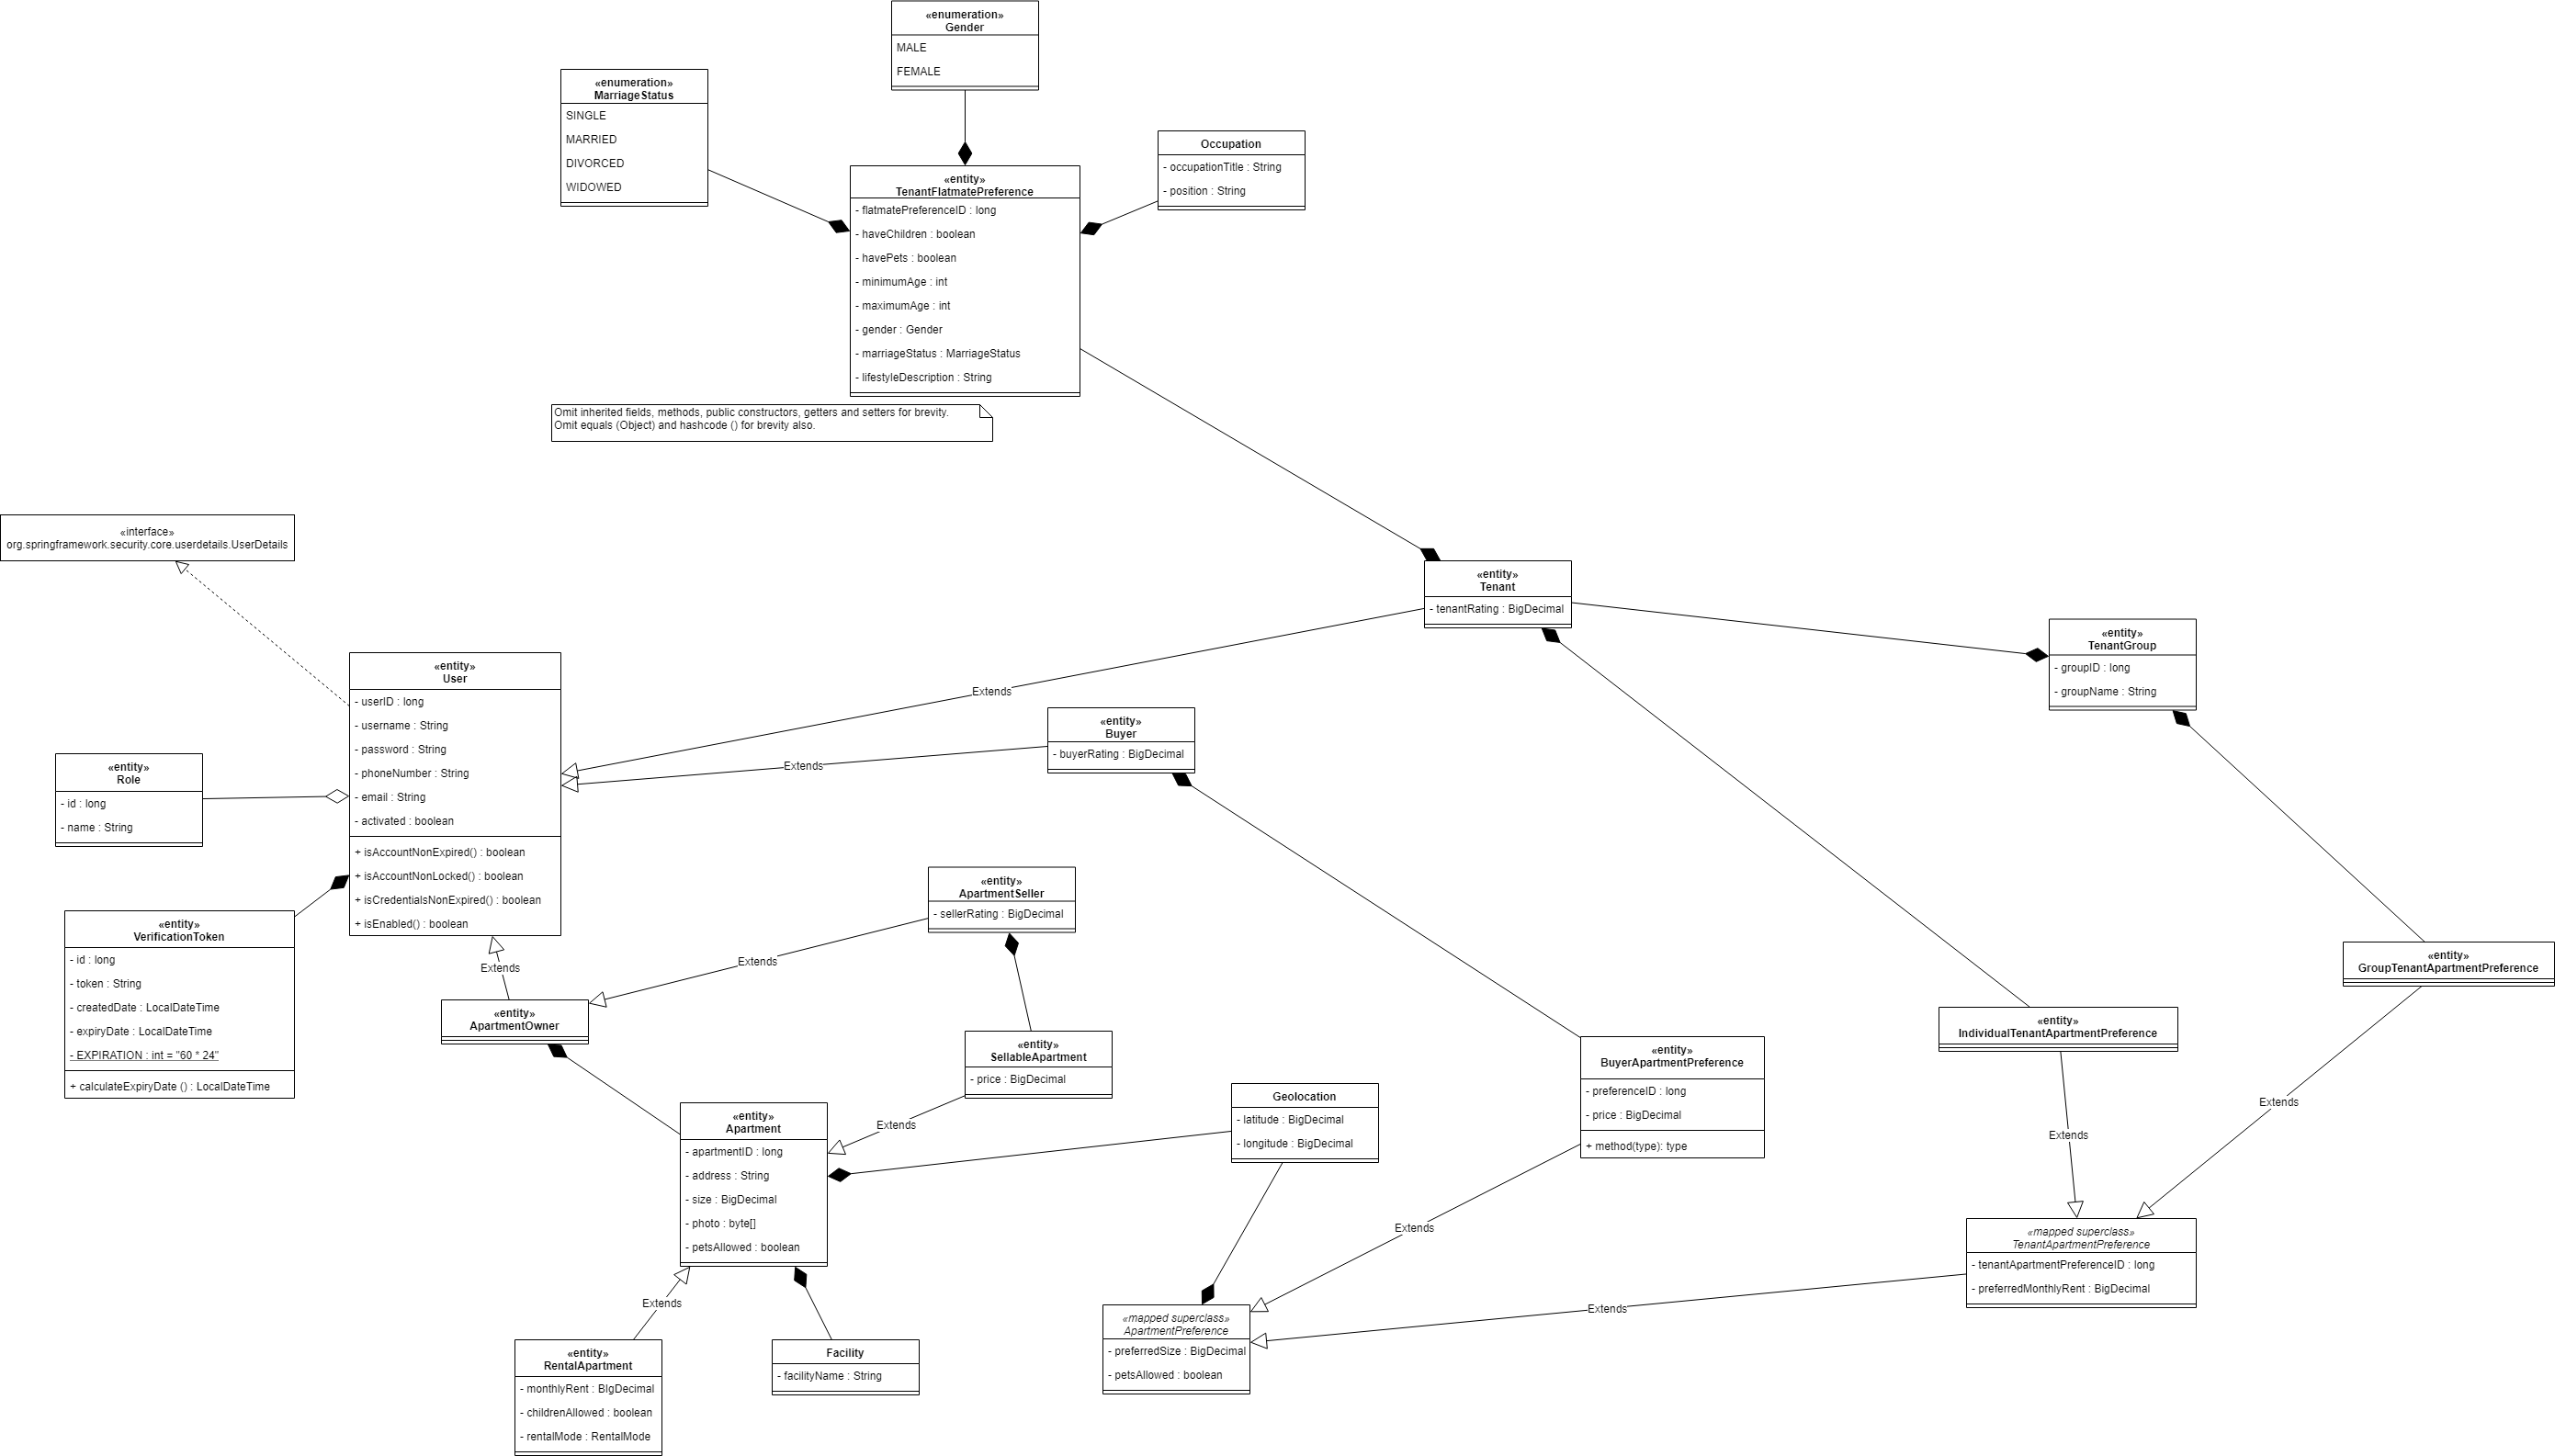 «enumeration»
Gender
MALE
FEMALE
«enumeration»
MarriageStatus
SINGLE
MARRIED
DIVORCED
WIDOWED
Occupation
- occupationTitle : String
- position : String
«entity»
TenantFlatmatePreference
- flatmatePreferenceID : long
- haveChildren : boolean
- havePets : boolean
- minimumAge : int
- maximumAge : int
- gender : Gender
- marriageStatus : MarriageStatus
- lifestyleDescription : String
Omit inherited fields, methods, public constructors, getters and setters for brevity.
Omit equals (Object) and hashcode () for brevity also.
«interface»
org.springframework.security.core.userdetails.UserDetails
«entity»
Tenant
- tenantRating : BigDecimal
«entity»
TenantGroup
- groupID : long
- groupName : String
«entity»
User
- userID : long
- username : String
- password : String
- phoneNumber : String
- email : String
- activated : boolean
+ isAccountNonExpired() : boolean
+ isAccountNonLocked() : boolean
+ isCredentialsNonExpired() : boolean
+ isEnabled() : boolean
Extends
«entity»
Buyer
- buyerRating : BigDecimal
Extends
«entity»
Role
- id : long
- name : String
«entity»
VerificationToken
- id : long
- token : String
- createdDate : LocalDateTime
- expiryDate : LocalDateTime
- EXPIRATION : int = "60 * 24"
+ calculateExpiryDate () : LocalDateTime
«entity»
ApartmentSeller
- sellerRating : BigDecimal
Extends
Extends
«entity»
ApartmentOwner
«entity»
SellableApartment
- price : BigDecimal
Extends
«entity»
GroupTenantApartmentPreference
«entity»
IndividualTenantApartmentPreference
«entity»
BuyerApartmentPreference
- preferenceID : long
- price : BigDecimal
+ method(type): type
Geolocation
- latitude : BigDecimal
- longitude : BigDecimal
«entity»
Apartment
- apartmentID : long
- address : String
- size : BigDecimal
- photo : byte[]
- petsAllowed : boolean
Extends
Extends
Extends
«mapped superclass»
TenantApartmentPreference
- tenantApartmentPreferenceID : long
- preferredMonthlyRent : BigDecimal
Extends
Extends
«mapped superclass»
ApartmentPreference
- preferredSize : BigDecimal
- petsAllowed : boolean
«entity»
RentalApartment
- monthlyRent : BIgDecimal
- childrenAllowed : boolean
- rentalMode : RentalMode
Facility
- facilityName : String